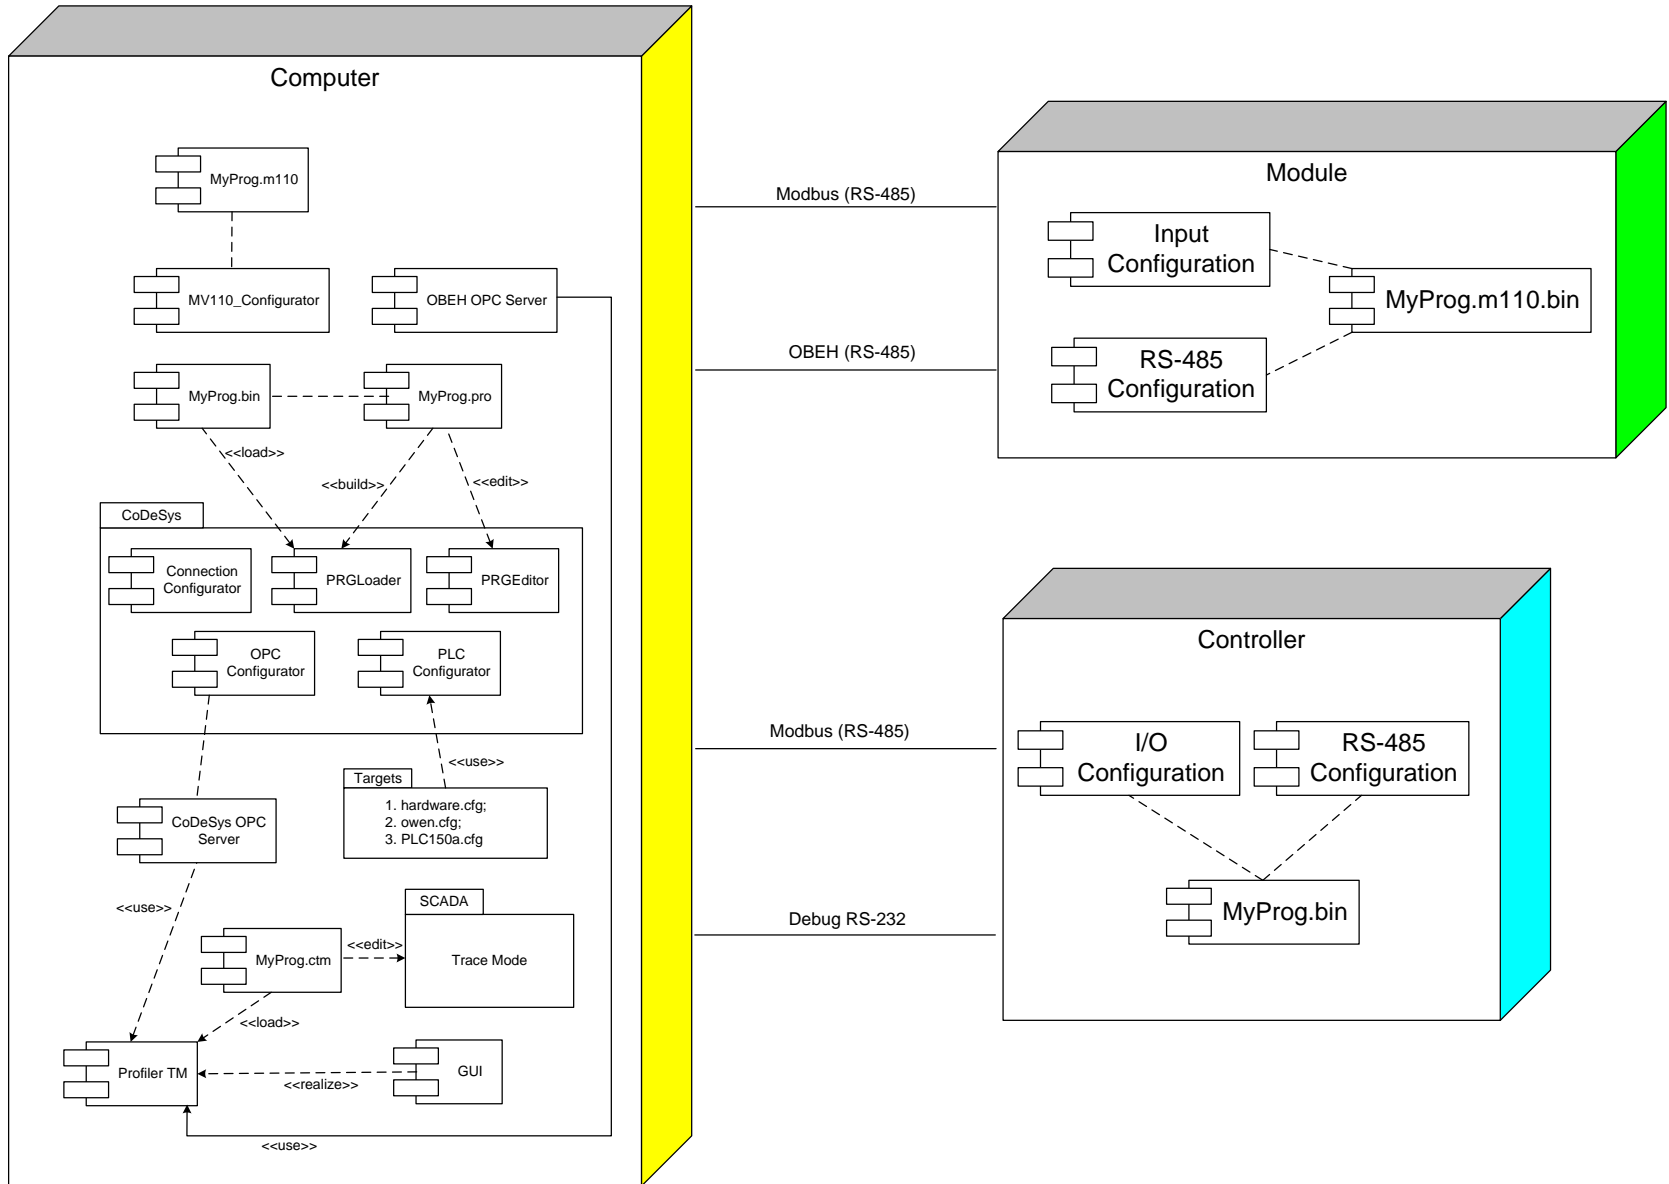 Computer
MyProg.m110
MV110_Configurator
OBEH OPC Server
MyProg.bin
MyProg.pro
<<load>>
<<build>>
<<edit>>
CoDeSys
Connection
Configurator
PRGLoader
PRGEditor
OPC
Configurator
PLC
Configurator
<<use>>
Targets
1. hardware.cfg;
2. owen.cfg;
3. PLC150a.cfg
CoDeSys OPC
Server
<<use>>
MyProg.ctm
<<edit>>
SCADA
Trace Mode
<<load>>
Profiler TM
<<realize>>
GUI
<<use>>
Modbus (RS-485)
OBEH (RS-485)
Module
Input
Configuration
MyProg.m110.bin
RS-485
Configuration
Modbus (RS-485)
Debug RS-232
Controller
I/O
Configuration
RS-485
Configuration
MyProg.bin